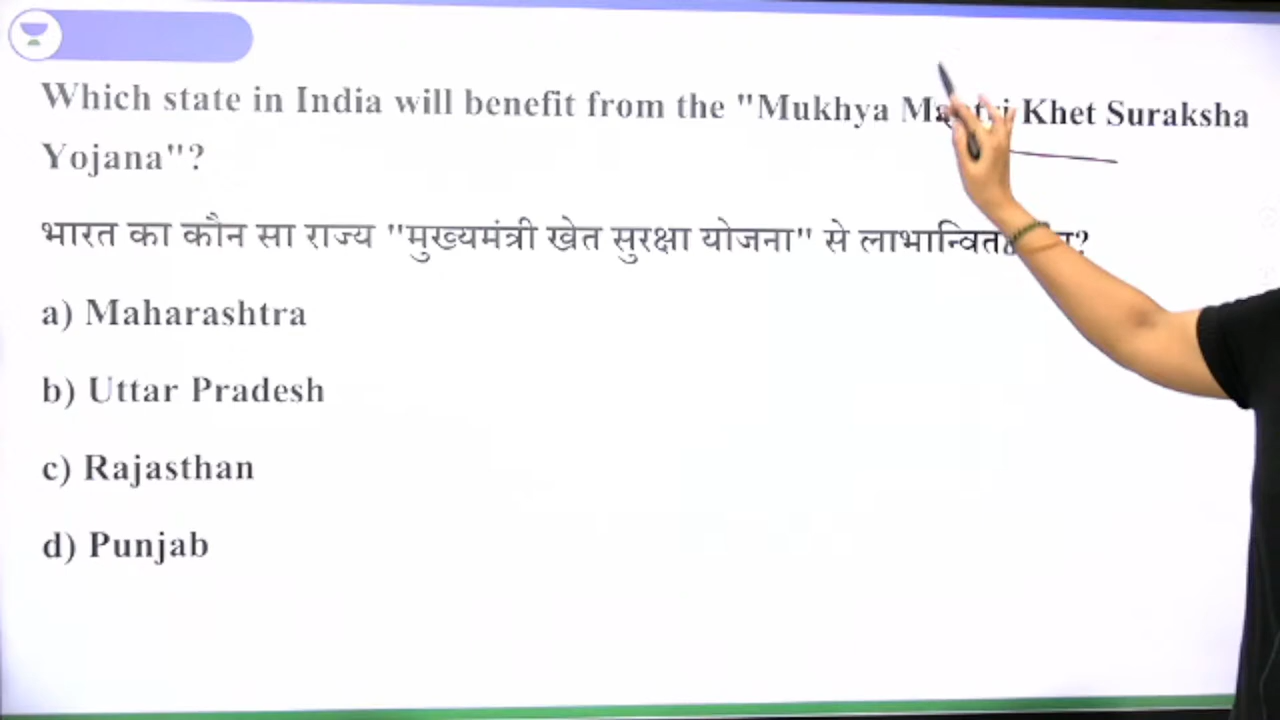 Which state in India will benefit from the "Mukhya Khet Suraksha
Yojana"?
भारत का कौन सा राज्य "मुख्यमंत्री खेत सुरक्षा योजना" से लाभान्वित
a) Maharashtra
b) Uttar Pradesh
c) Rajasthan
d) Punjab